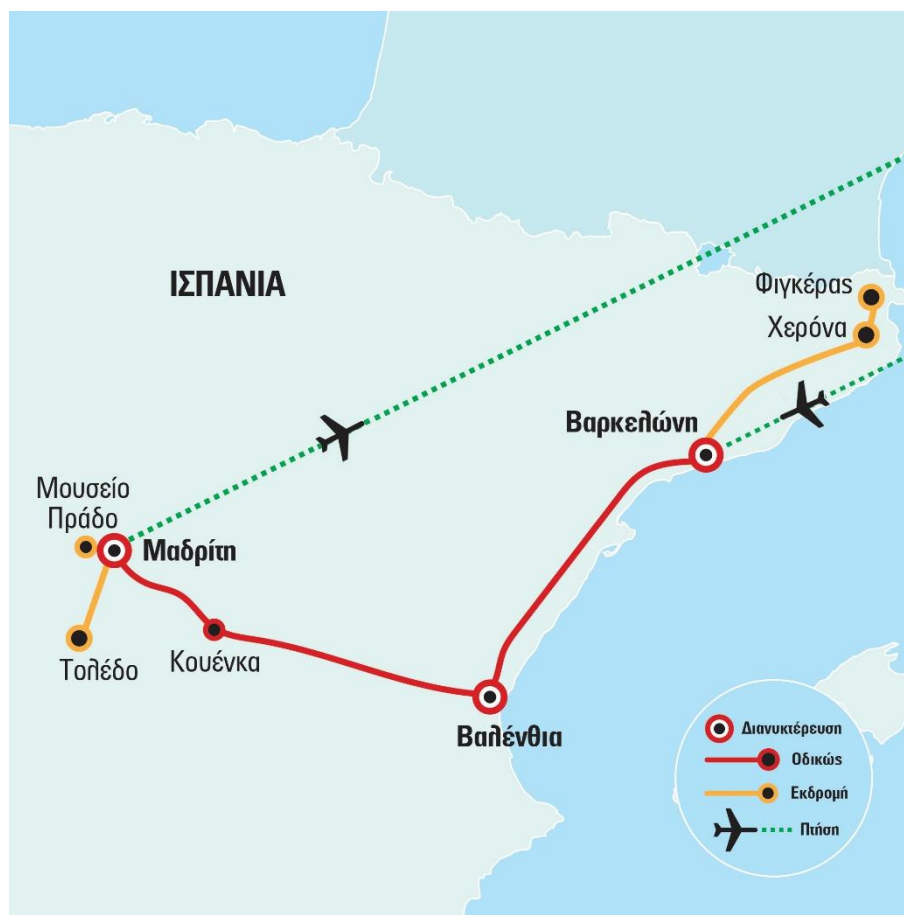 ΙΣΠΑΝΙΑ
Φιγκέρας
Χερόνα
Βαρκελώνη
Μουσείο
Πράδο
Μαδρίτη
Τολέδο
Κουένκα
Βαλένθια
Διανυκτέρευση
Οδικώς
Εκδρομή
Πτήση